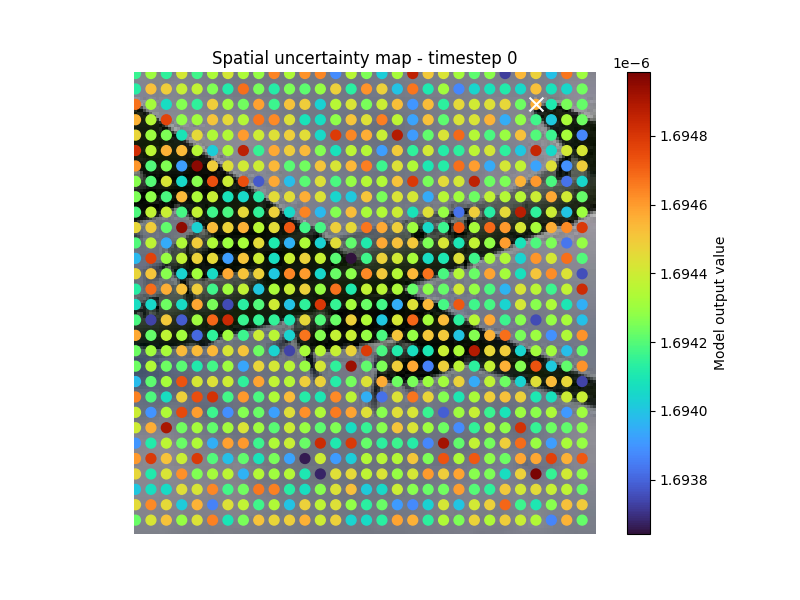 Spatial uncertainty map - timestep 0
1e−6
1.6948
1.6946
1.6944
1.6942
1.6940
1.6938
Model output value